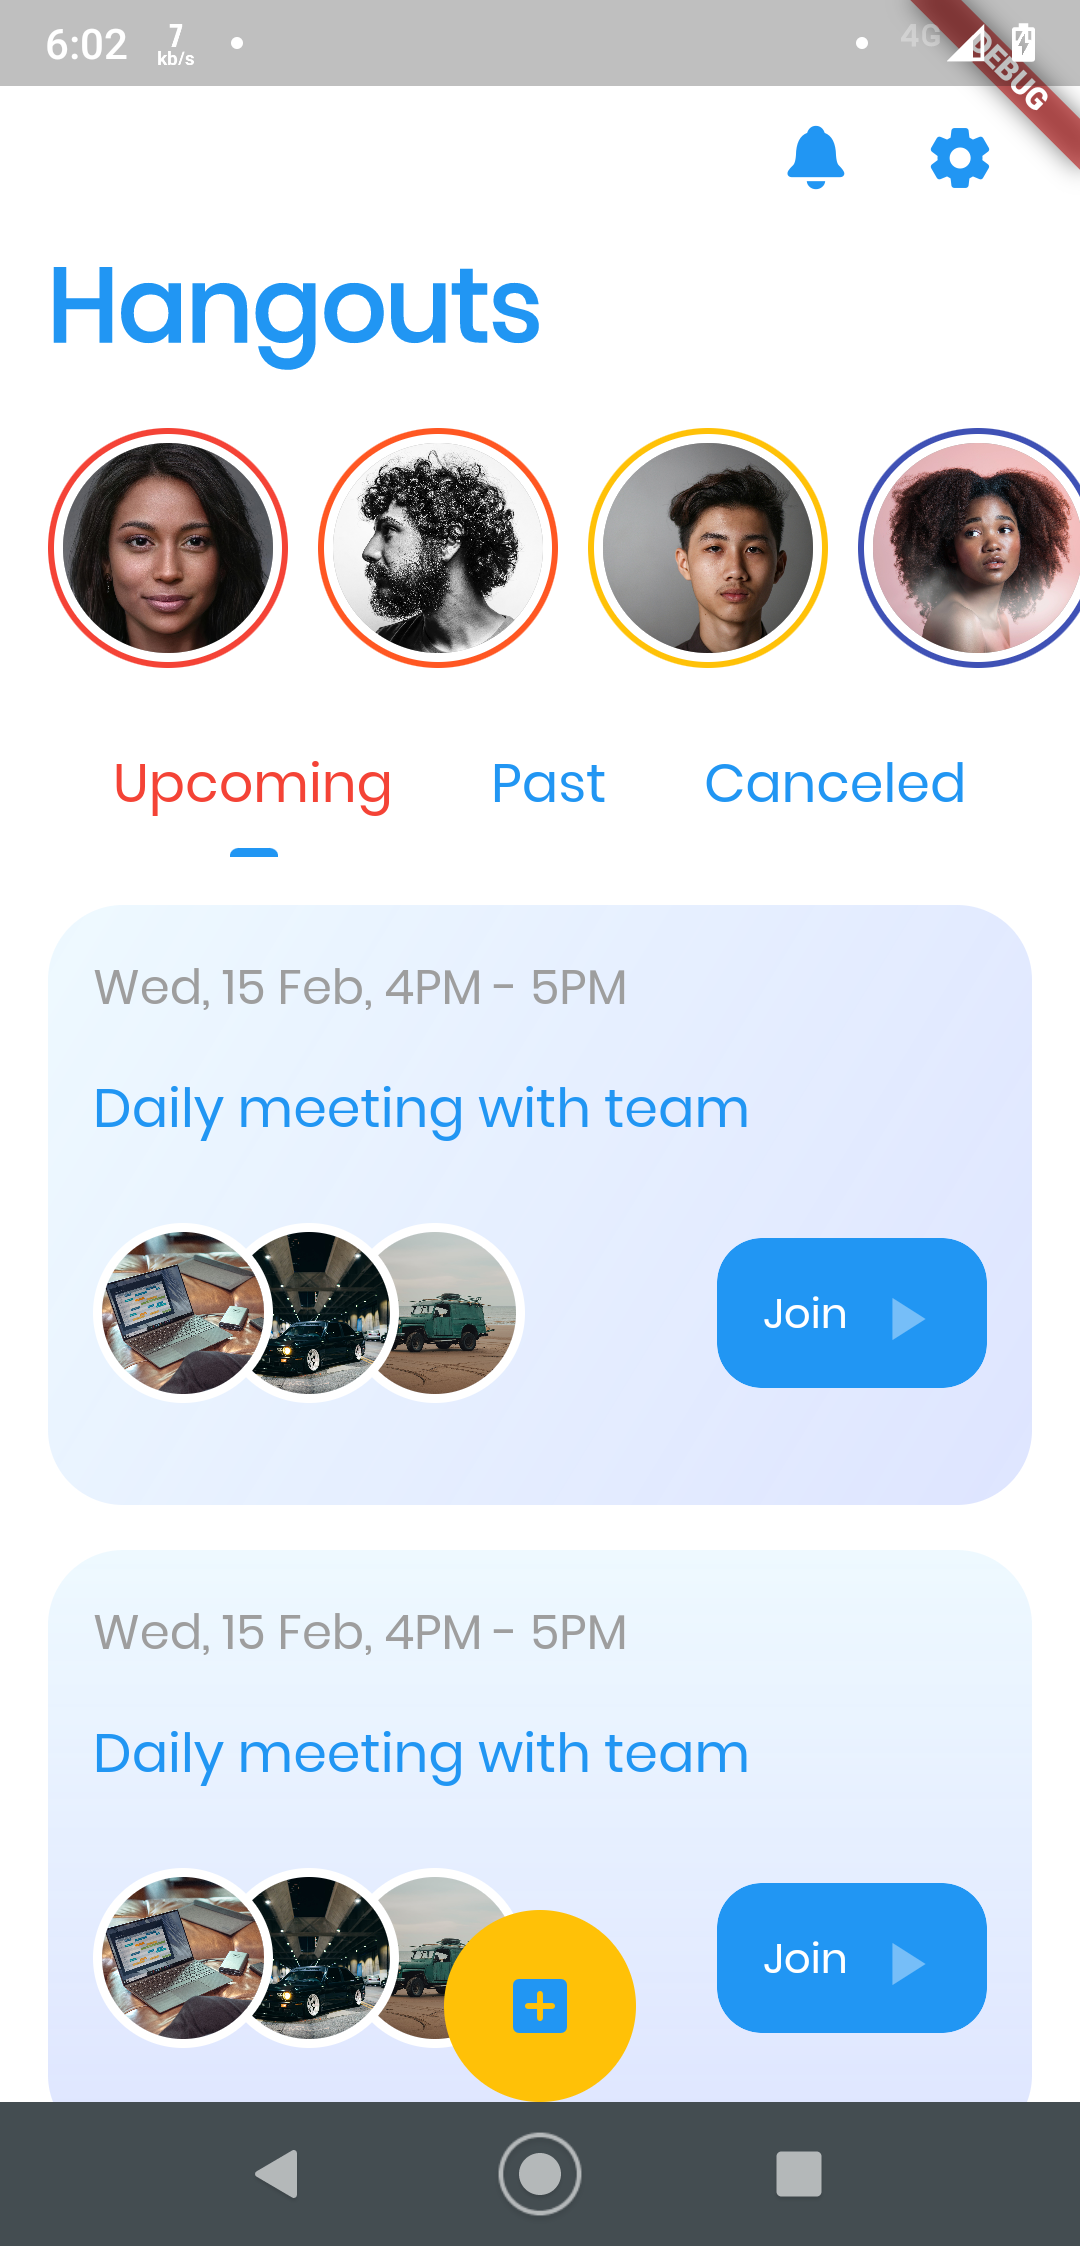 6:02 7 kb/s 4G
DEBUG
Hangouts
Upcoming Past Canceled
Wed, 15 Feb, 4PM - 5PM
Daily meeting with team
Join
Wed, 15 Feb, 4PM - 5PM
Daily meeting with team
Join